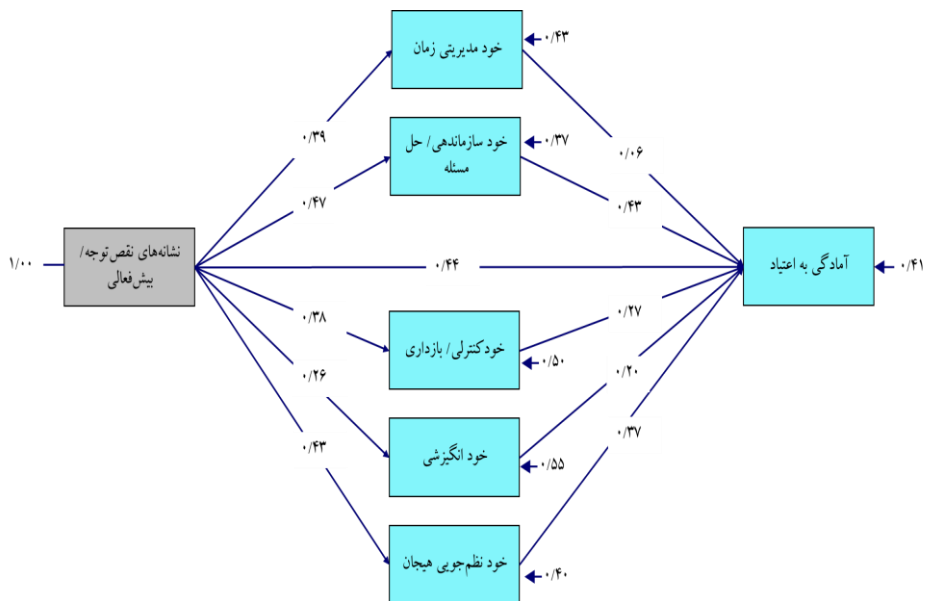 خود مدیریتی زمان
۰/۴۳
۰/۳۹
۰/۰۶
خود سازماندهی/ حل
مسئله
۰/۳۷
۰/۴۷
۰/۴۳
۱/۰۰
نشانه‌های نقص توجه/
بیش‌فعالی
۰/۴۴
آمادگی به اعتیاد
۰/۴۱
۰/۳۸
۰/۲۷
خودکنترلی/ بازداری
۰/۵۰
۰/۲۶
۰/۲۰
خود انگیزشی
۰/۵۵
۰/۴۳
۰/۳۷
خود نظم‌جویی هیجان
۰/۴۰